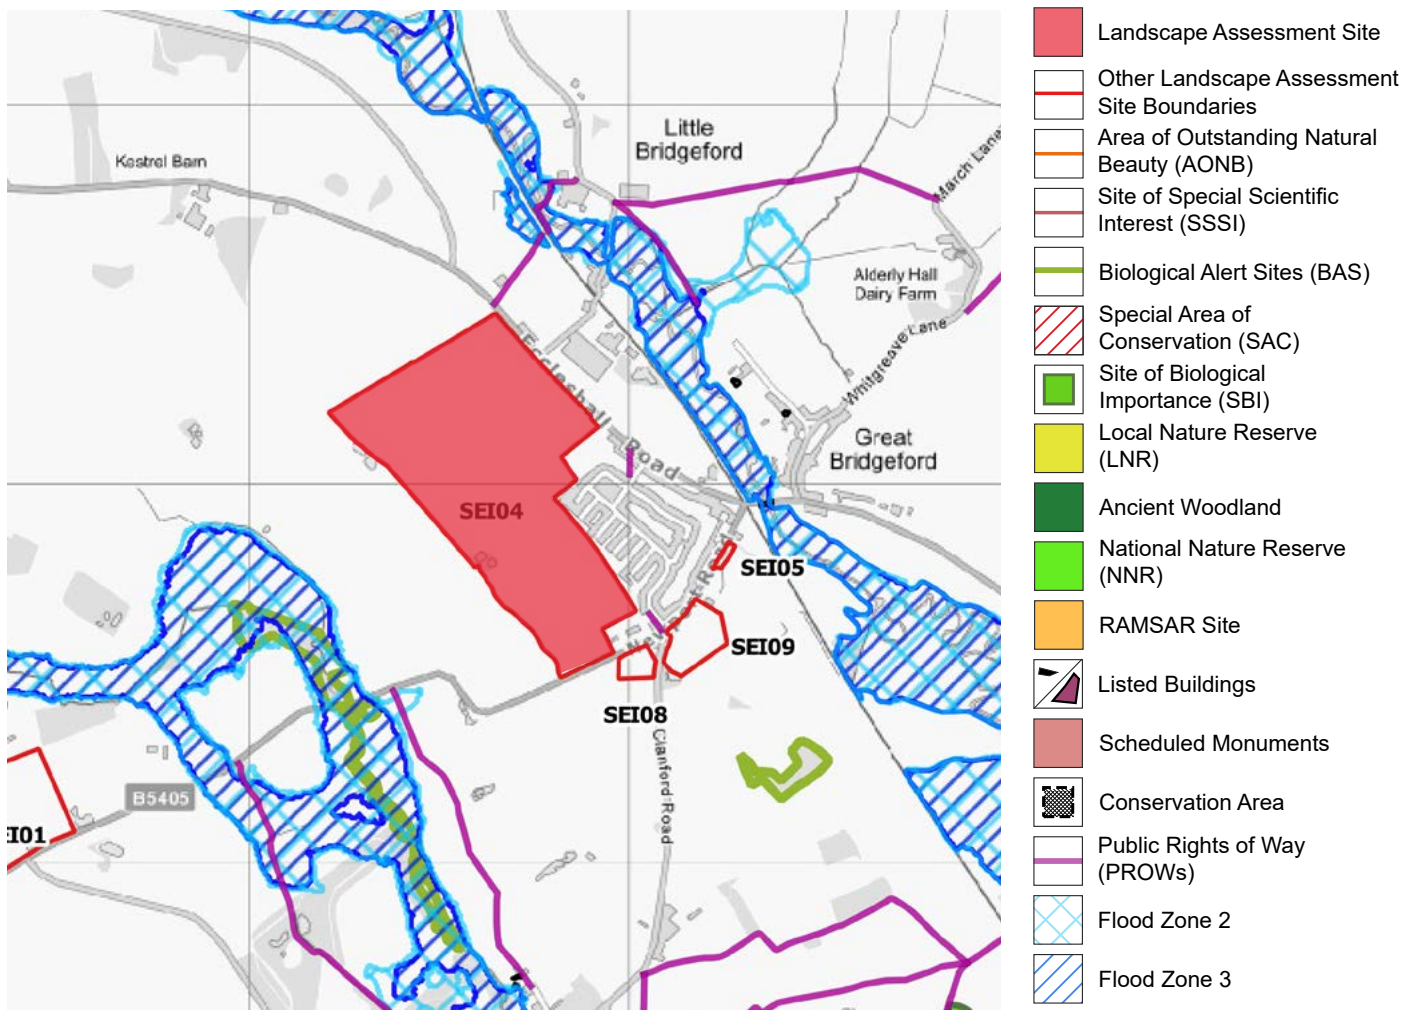 Little
Bridgeford
Kestrel Barn
March Lane
Alderly Hall
Dairy Farm
Whitgreave Lane
Eccleshall Road
Great
Bridgeford
SEI04
SEI05
Newport Road
SEI09
SEI08
Clanford Road
B5405
EI01
Landscape Assessment Site
Other Landscape Assessment
Site Boundaries
Area of Outstanding Natural
Beauty (AONB)
Site of Special Scientific
Interest (SSSI)
Biological Alert Sites (BAS)
Special Area of
Conservation (SAC)
Site of Biological
Importance (SBI)
Local Nature Reserve
(LNR)
Ancient Woodland
National Nature Reserve
(NNR)
RAMSAR Site
Listed Buildings
Scheduled Monuments
Conservation Area
Public Rights of Way
(PROWs)
Flood Zone 2
Flood Zone 3